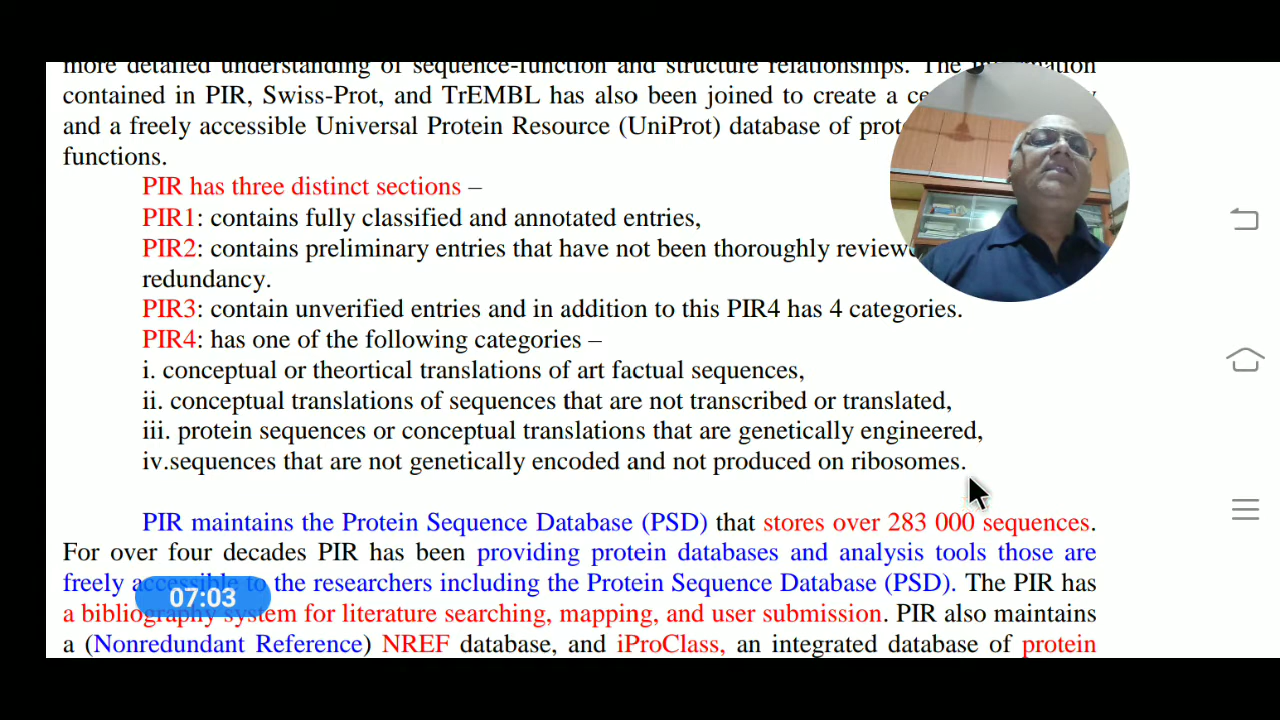 more detailed understanding of sequence-function and structure relationships. The
contained in PIR, Swiss-Prot, and TrEMBL has also been joined to create a
and a freely accessible Universal Protein Resource (UniProt) database of
functions.
PIR has three distinct sections –
PIR1: contains fully classified and annotated entries,
PIR2: contains preliminary entries that have not been thoroughly
redundancy.
PIR3: contain unverified entries and in addition to this PIR4 has 4 categories.
PIR4: has one of the following categories –
i. conceptual or theortical translations of art factual sequences,
ii. conceptual translations of sequences that are not transcribed or translated,
iii. protein sequences or conceptual translations that are genetically engineered,
iv.sequences that are not genetically encoded and not produced on ribosomes.
PIR maintains the Protein Sequence Database (PSD) that stores over 283 000 sequences.
For over four decades PIR has been providing protein databases and analysis tools those are
freely accessible to the researchers including the Protein Sequence Database (PSD). The PIR has
07:03
a bibliography system for literature searching, mapping, and user submission. PIR also maintains
a (Nonredundant Reference) NREF database, and iProClass, an integrated database of protein